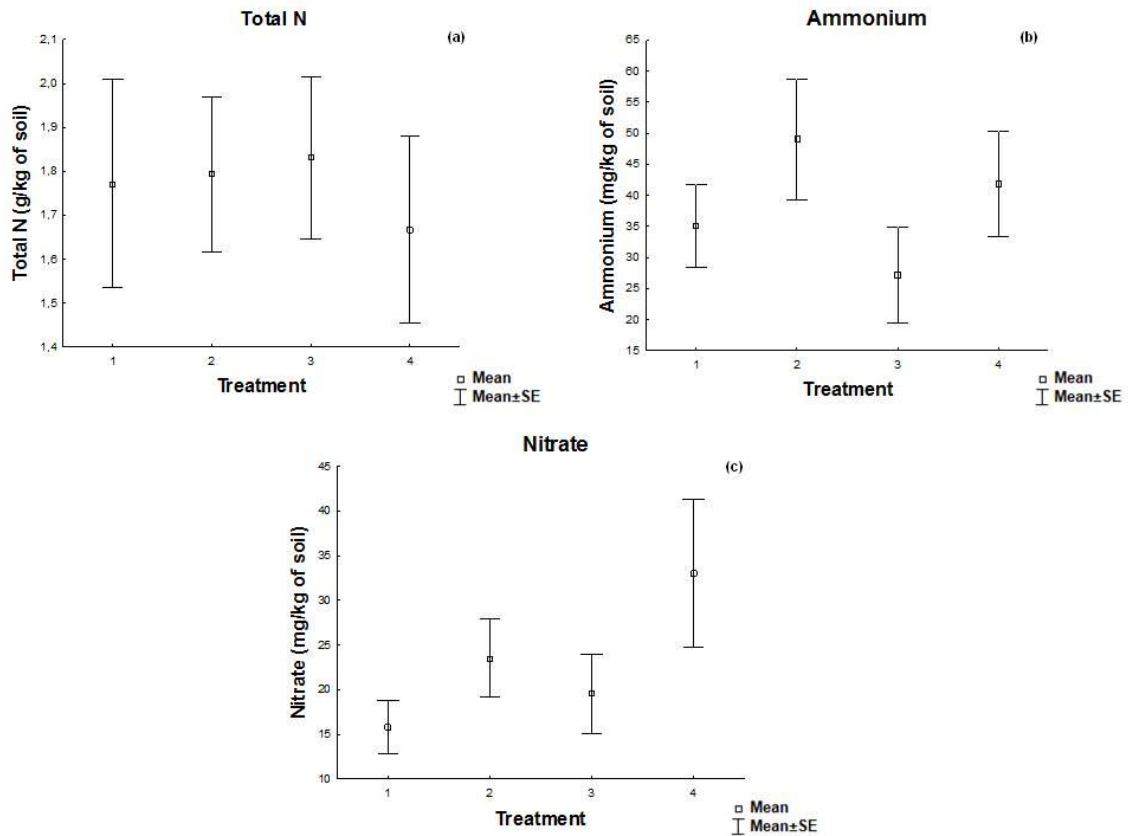 Total N
(a)
2,1
2,0
1,9
1,8
1,7
1,6
1,5
1,4
Total N (g/kg of soil)
1 2 3 4
Treatment
Mean
Mean±SE
Ammonium
(b)
65
60
55
50
45
40
35
30
25
20
15
Ammonium (mg/kg of soil)
1 2 3 4
Treatment
Mean
Mean±SE
Nitrate
(c)
45
40
35
30
25
20
15
10
Nitrate (mg/kg of soil)
1 2 3 4
Treatment
Mean
Mean±SE